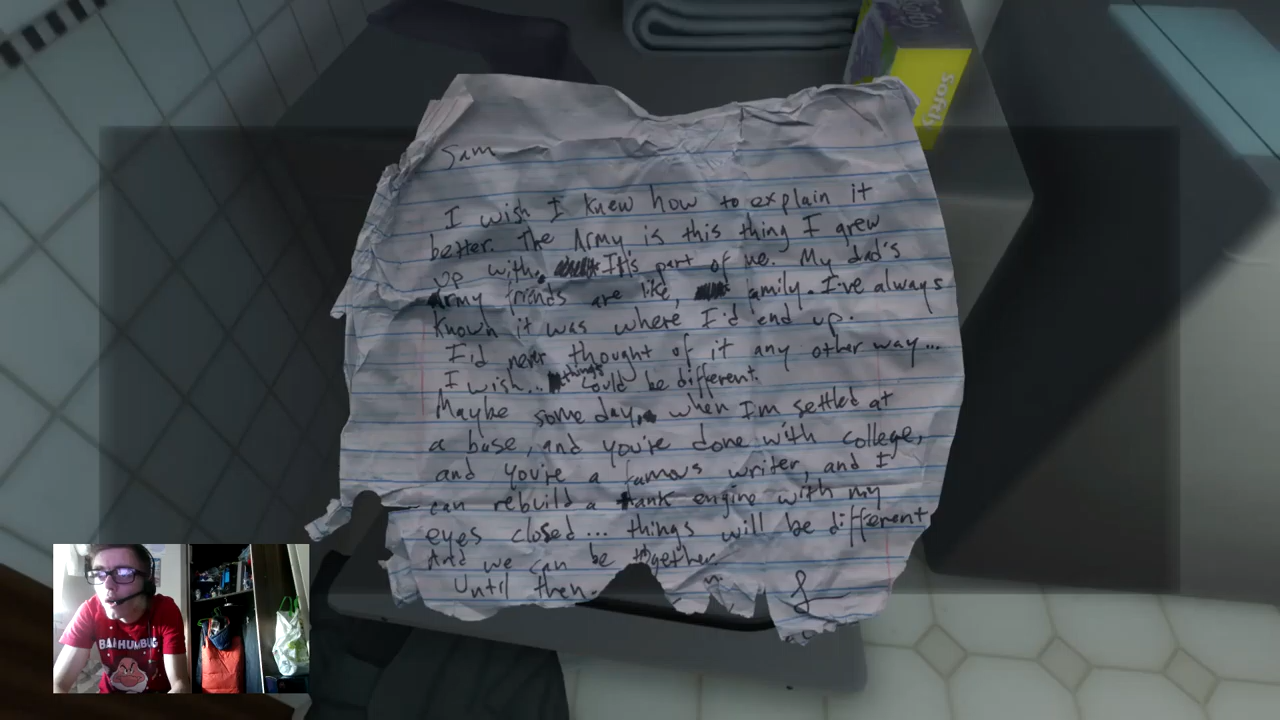 Softly
Sam
I wish I knew how to explain it
better. The Army is this thing I grew
up with. It's part of me. My dad's
Army friends are like, family. I've always
known it was where I'd end up.
I'd never thought of it any other way...
I wish... things could be different.
Maybe some day, when I'm settled at
a base, and you're done with college,
and you're a famous writer, and I
can rebuild a tank engine with my
eyes closed... things will be different
And we can be together.
Until then.
BAH HUMBUG